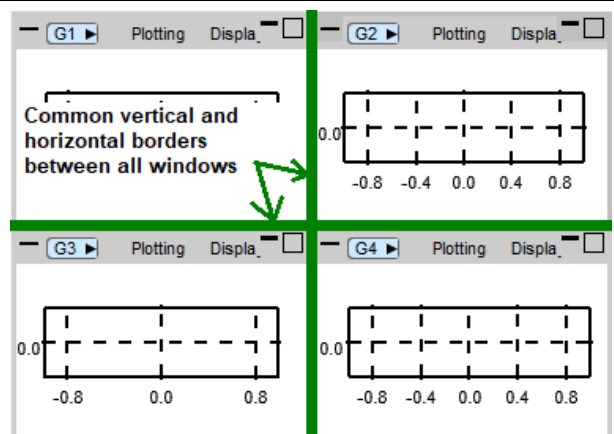 G1 ▶ Plotting Displa
G2 ▶ Plotting Displa
Common vertical and
horizontal borders
between all windows
0.0
-0.8 -0.4 0.0 0.4 0.8
G3 ▶ Plotting Displa
G4 ▶ Plotting Displa
0.0
-0.8 0.0 0.8
0.0
-0.8 -0.4 0.0 0.4 0.8